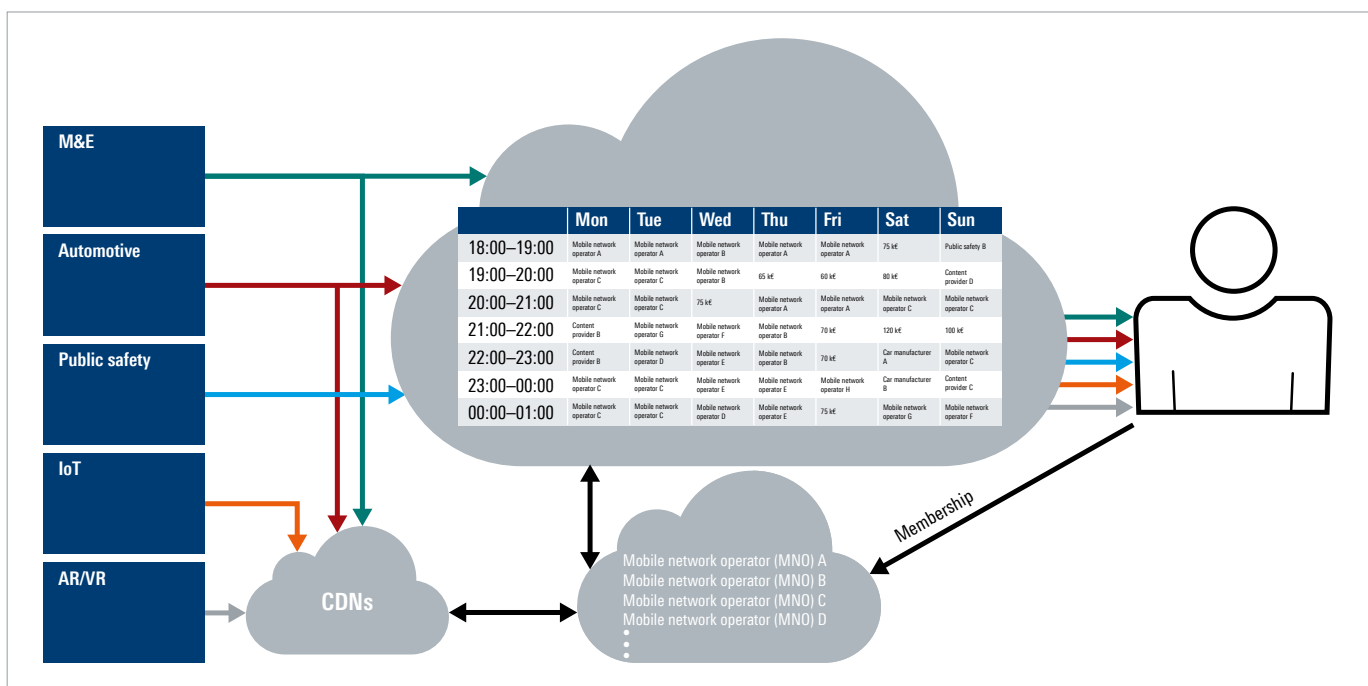 M&E
Automotive
Public safety
IoT
AR/VR
CDNs
Mon Tue Wed Thu Fri Sat Sun
18:00–19:00 Mobile network operator A Mobile network operator A Mobile network operator B Mobile network operator A Mobile network operator A 75 k€ Public safety B
19:00–20:00 Mobile network operator C Mobile network operator C Mobile network operator B 65 k€ 60 k€ 80 k€ Content provider D
20:00–21:00 Mobile network operator C Mobile network operator C 75 k€ Mobile network operator A Mobile network operator A Mobile network operator C Mobile network operator C
21:00–22:00 Content provider B Mobile network operator G Mobile network operator F Mobile network operator B 70 k€ 120 k€ 100 k€
22:00–23:00 Content provider B Mobile network operator D Mobile network operator E Mobile network operator B 70 k€ Car manufacturer A Mobile network operator C
23:00–00:00 Mobile network operator C Mobile network operator C Mobile network operator E Mobile network operator E Mobile network operator H Car manufacturer B Content provider C
00:00–01:00 Mobile network operator C Mobile network operator C Mobile network operator D Mobile network operator E 75 k€ Mobile network operator G Mobile network operator F
Membership
Mobile network operator (MNO) A
Mobile network operator (MNO) B
Mobile network operator (MNO) C
Mobile network operator (MNO) D